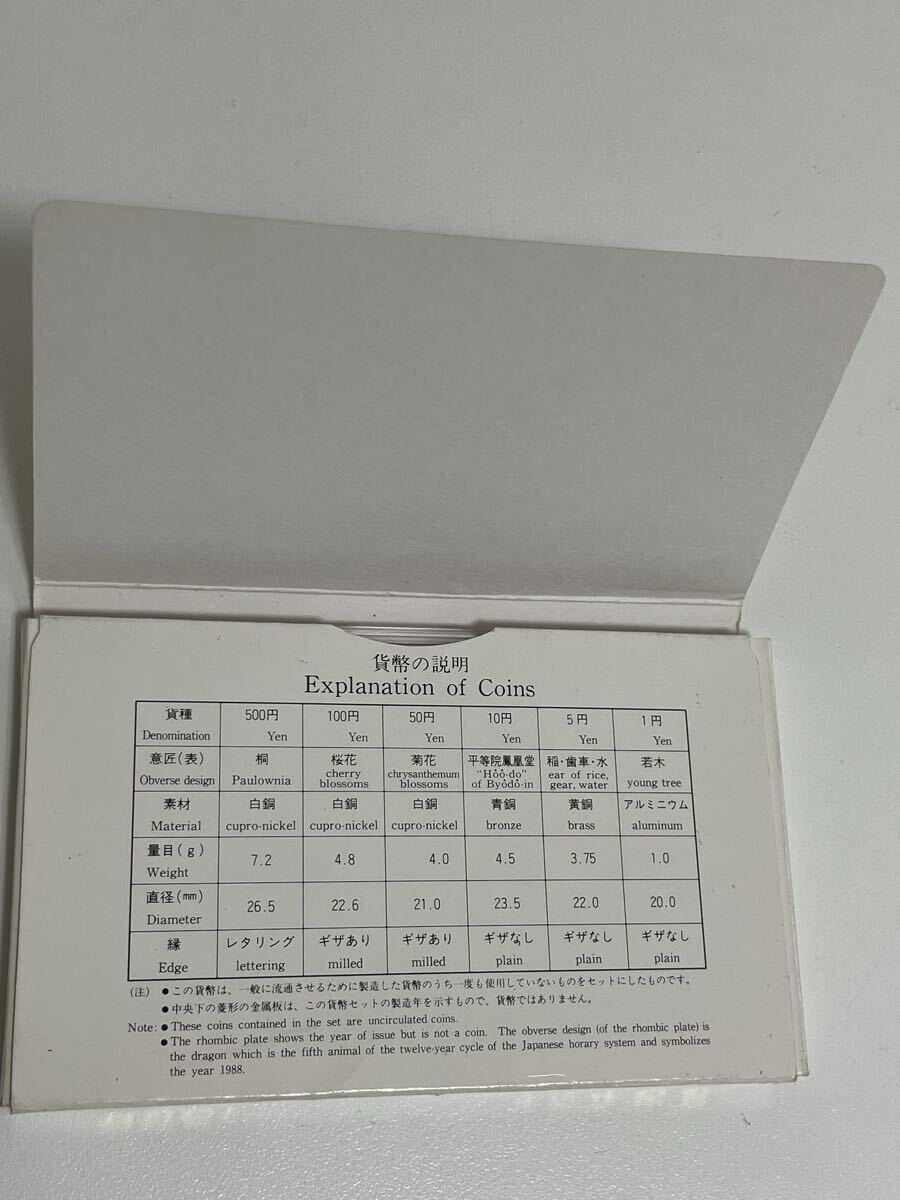 貨幣の説明
Explanation of Coins
貨種 500円 100円 50円 10円 5円 1円
Denomination Yen Yen Yen Yen Yen Yen
意匠(表) 桐 桜花 菊花 平等院鳳凰堂 稲・歯車・水 若木
Obverse design Paulownia cherry blossoms chrysanthemum blossoms "Hôô-do" of Byôdô-in ear of rice, gear, water young tree
素材 白銅 白銅 白銅 青銅 黄銅 アルミニウム
Material cupro-nickel cupro-nickel cupro-nickel bronze brass aluminum
量目(g) 7.2 4.8 4.0 4.5 3.75 1.0
Weight
直径(㎜) 26.5 22.6 21.0 23.5 22.0 20.0
Diameter
縁 レタリング ギザあり ギザあり ギザなし ギザなし ギザなし
Edge lettering milled milled plain plain plain
(注) ●この貨幣は、一般に流通させるために製造した貨幣のうち一度も使用していないものをセットにしたものです。
●中央下の菱形の金属板は、この貨幣セットの製造年を示すもので、貨幣ではありません。
Note: ● These coins contained in the set are uncirculated coins.
● The rhombic plate shows the year of issue but is not a coin. The obverse design (of the rhombic plate) is
the dragon which is the fifth animal of the twelve-year cycle of the Japanese horary system and symbolizes
the year 1988.